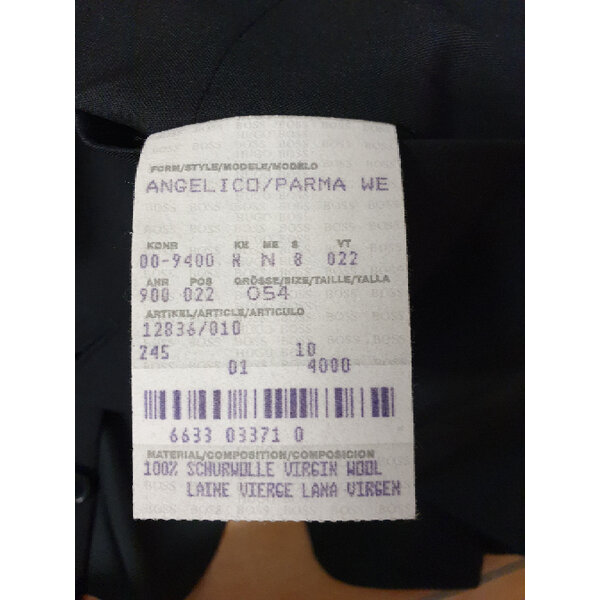 FORM/STYLE/MODELE/MODELO
ANGELICO/PARMA WE
KDNR KE ME S VT
00-9400 N 8 022
ANR POS GRÖSSE/SIZE/TAILLE/TALLA
900 022 054
ARTIKEL/ARTICLE/ARTICULO
12836/010
245 10
01 4000
6633 03371 0
MATERIAL/COMPOSITION/COMPOSICION
100% SCHURWOLLE VIRGIN WOOL
LAINE VIERGE LANA VIRGEN